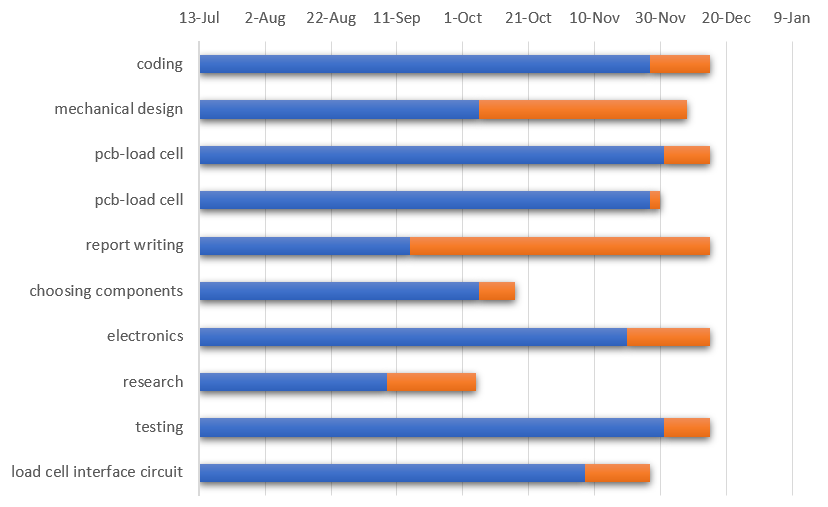 13-Jul 2-Aug 22-Aug 11-Sep 1-Oct 21-Oct 10-Nov 30-Nov 20-Dec 9-Jan
coding
mechanical design
pcb-load cell
pcb-load cell
report writing
choosing components
electronics
research
testing
load cell interface circuit